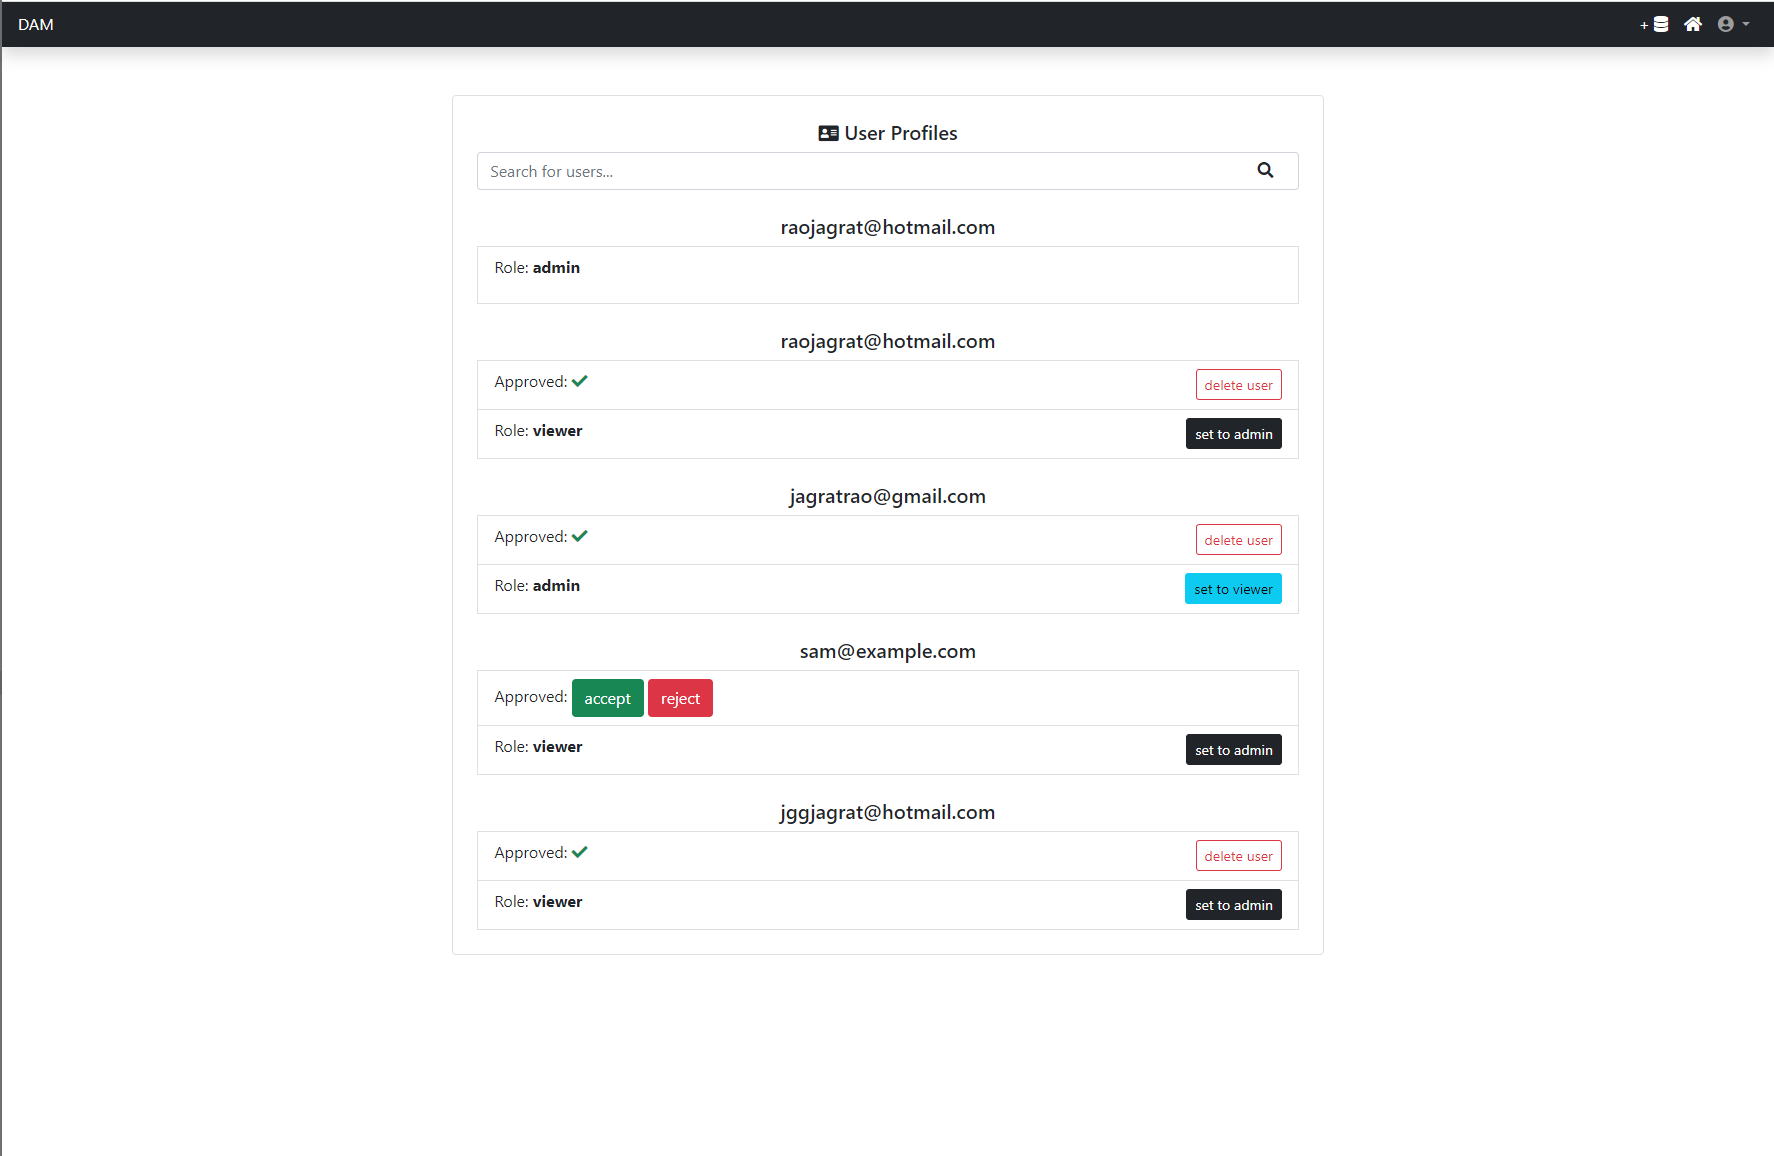 DAM +
User Profiles
Search for users...
raojagrat@hotmail.com
Role: admin
raojagrat@hotmail.com
Approved: delete user
Role: viewer set to admin
jagratrao@gmail.com
Approved: delete user
Role: admin set to viewer
sam@example.com
Approved: accept reject
Role: viewer set to admin
jggjagrat@hotmail.com
Approved: delete user
Role: viewer set to admin